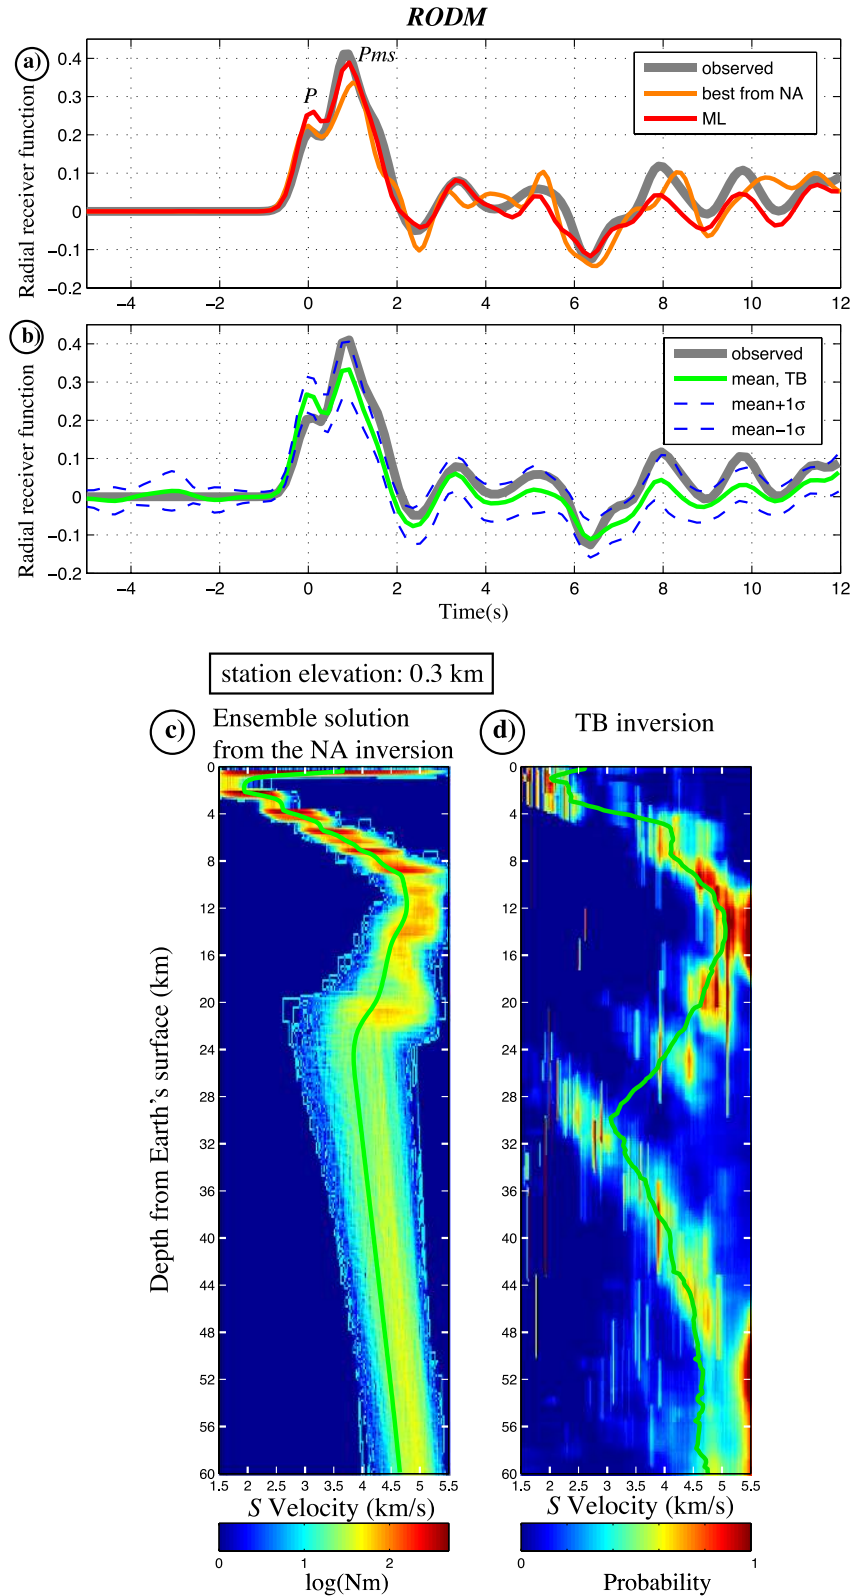 RODM
a)
Radial receiver function
0.4
0.3
0.2
0.1
0
−0.1
−0.2
P
Pms
observed
best from NA
ML
−4 −2 0 2 4 6 8 10 12
b)
Radial receiver function
0.4
0.3
0.2
0.1
0
−0.1
−0.2
observed
mean, TB
mean+1σ
mean−1σ
−4 −2 0 2 4 6 8 10 12
Time(s)
station elevation: 0.3 km
c)
Ensemble solution
from the NA inversion
d)
TB inversion
Depth from Earth's surface (km)
0
4
8
12
16
20
24
28
32
36
40
44
48
52
56
60
1.5 2 2.5 3 3.5 4 4.5 5 5.5
S Velocity (km/s)
0 1 2
log(Nm)
0
4
8
12
16
20
24
28
32
36
40
44
48
52
56
60
1.5 2 2.5 3 3.5 4 4.5 5 5.5
S Velocity (km/s)
0 1
Probability